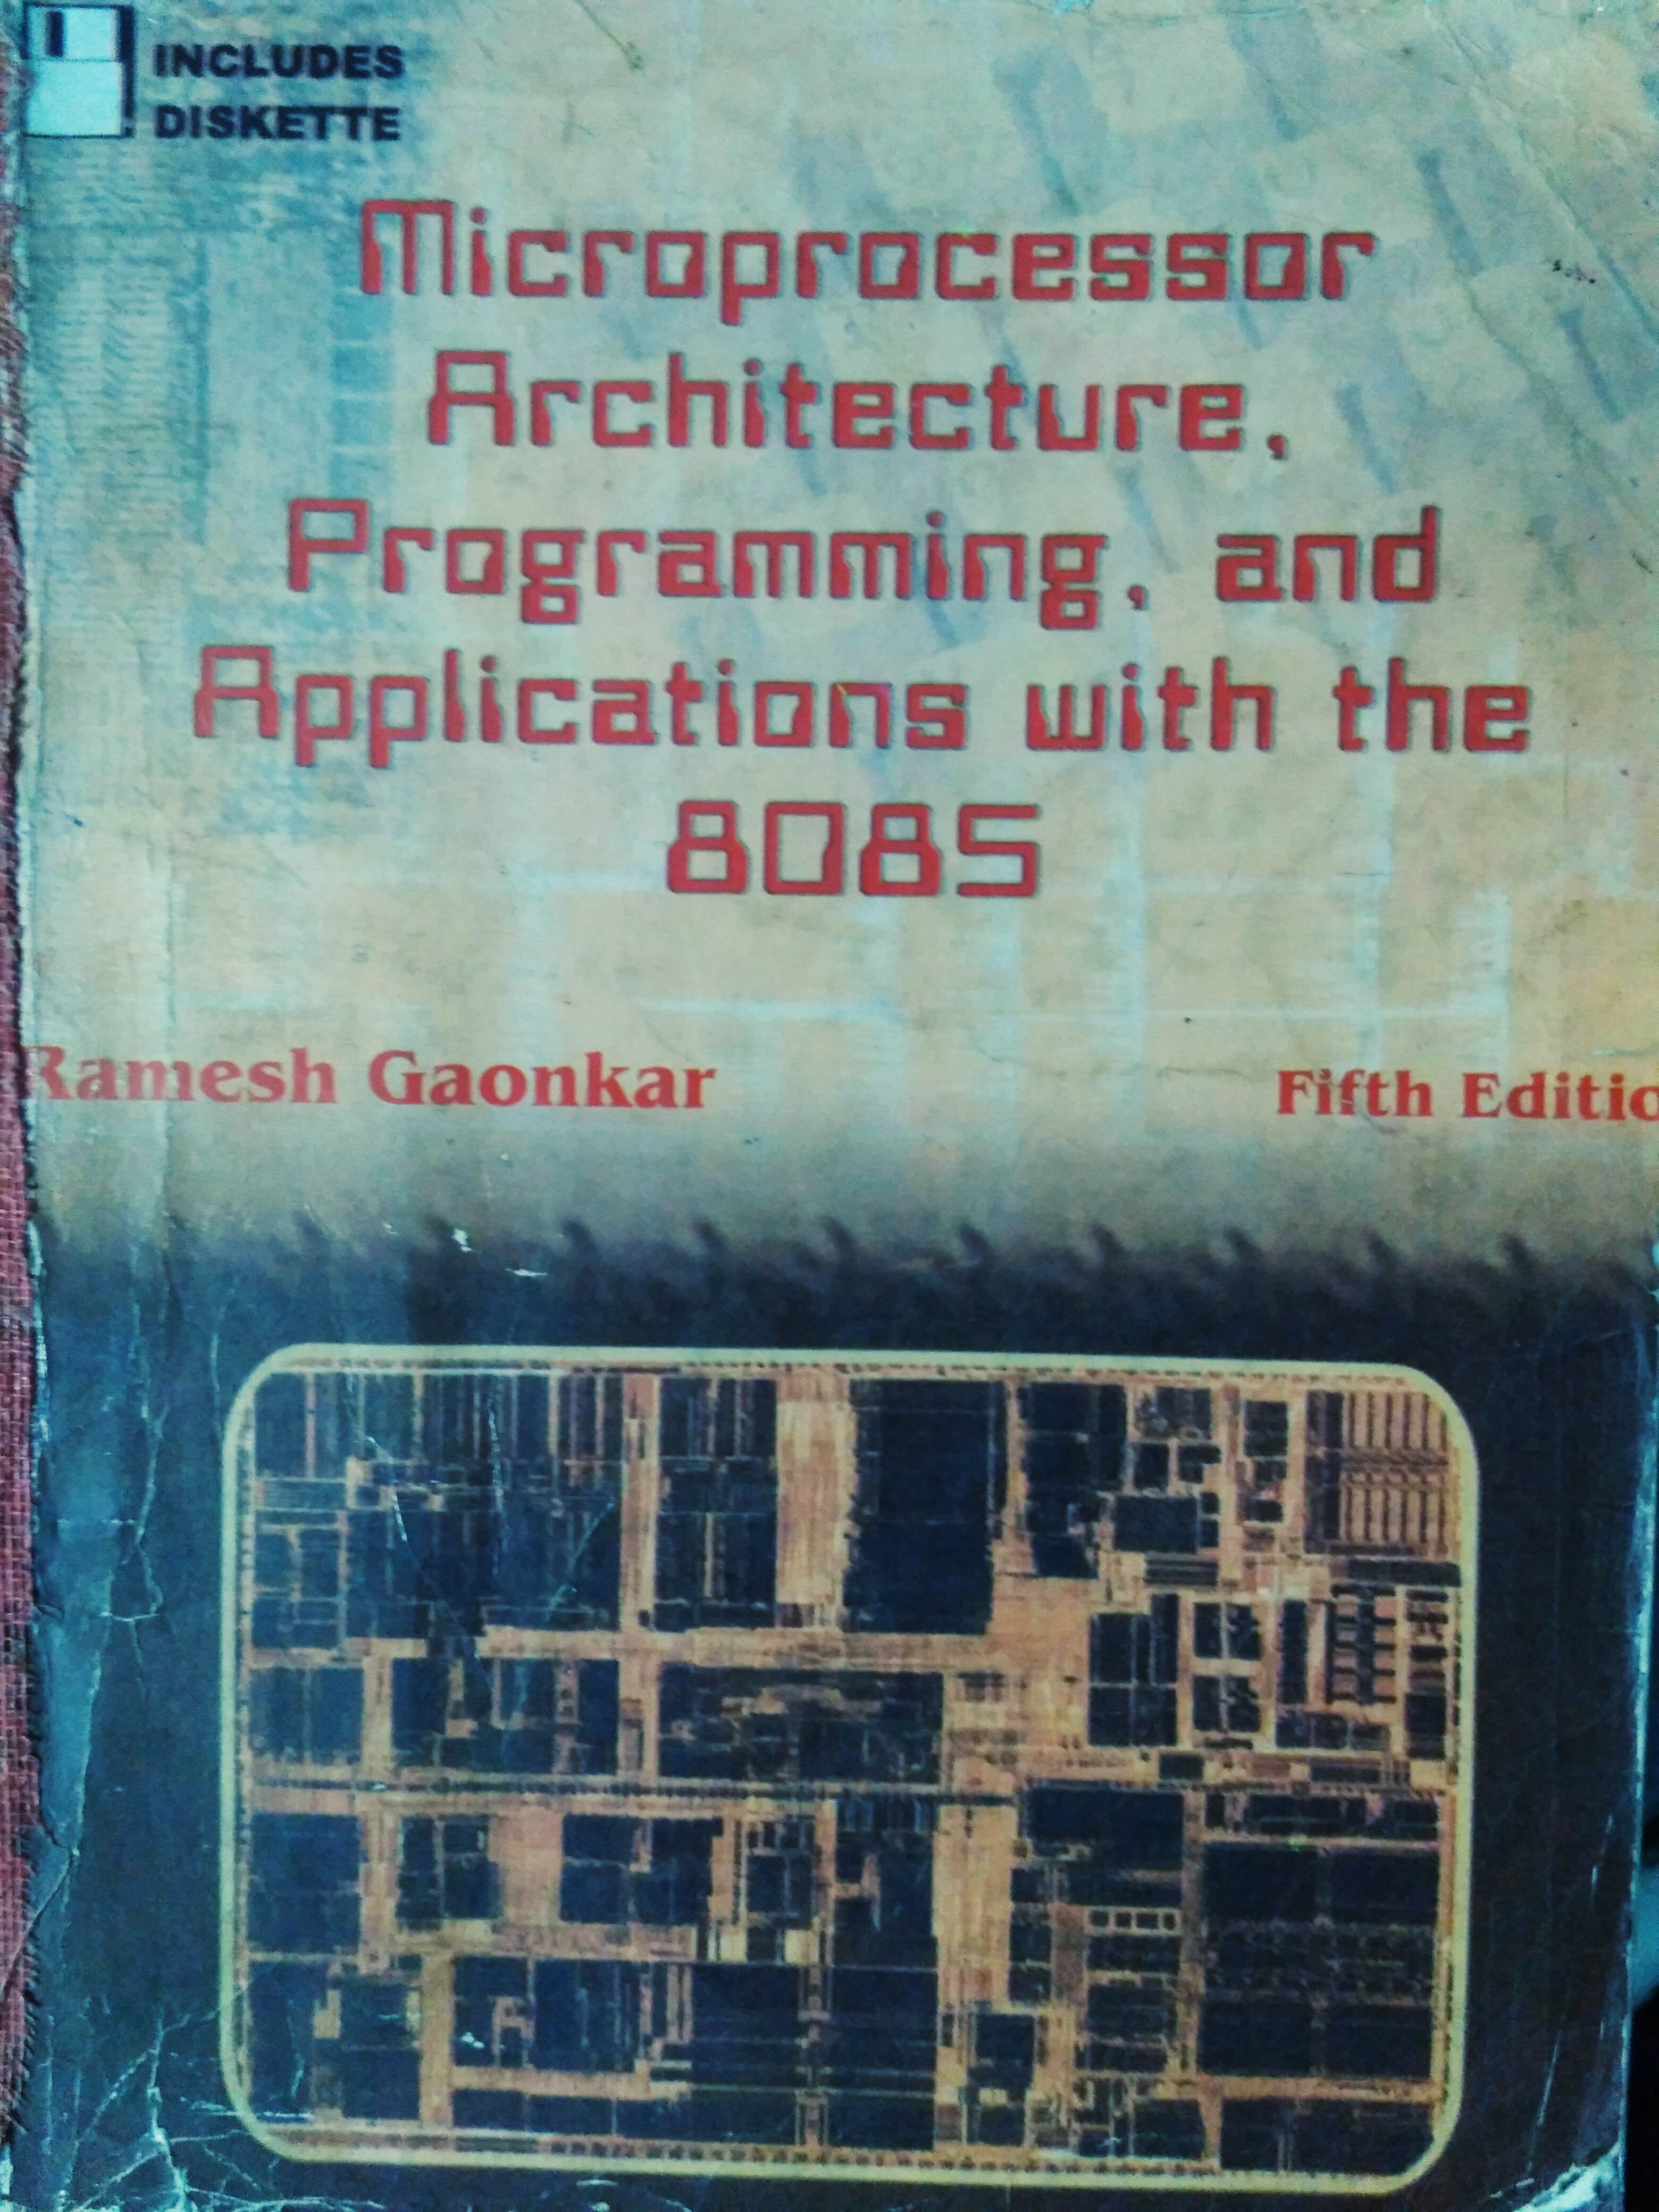 INCLUDES
DISKETTE
Microprocessor
Architecture,
Programming, and
Applications with the
8085
Ramesh Gaonkar
Fifth Editio